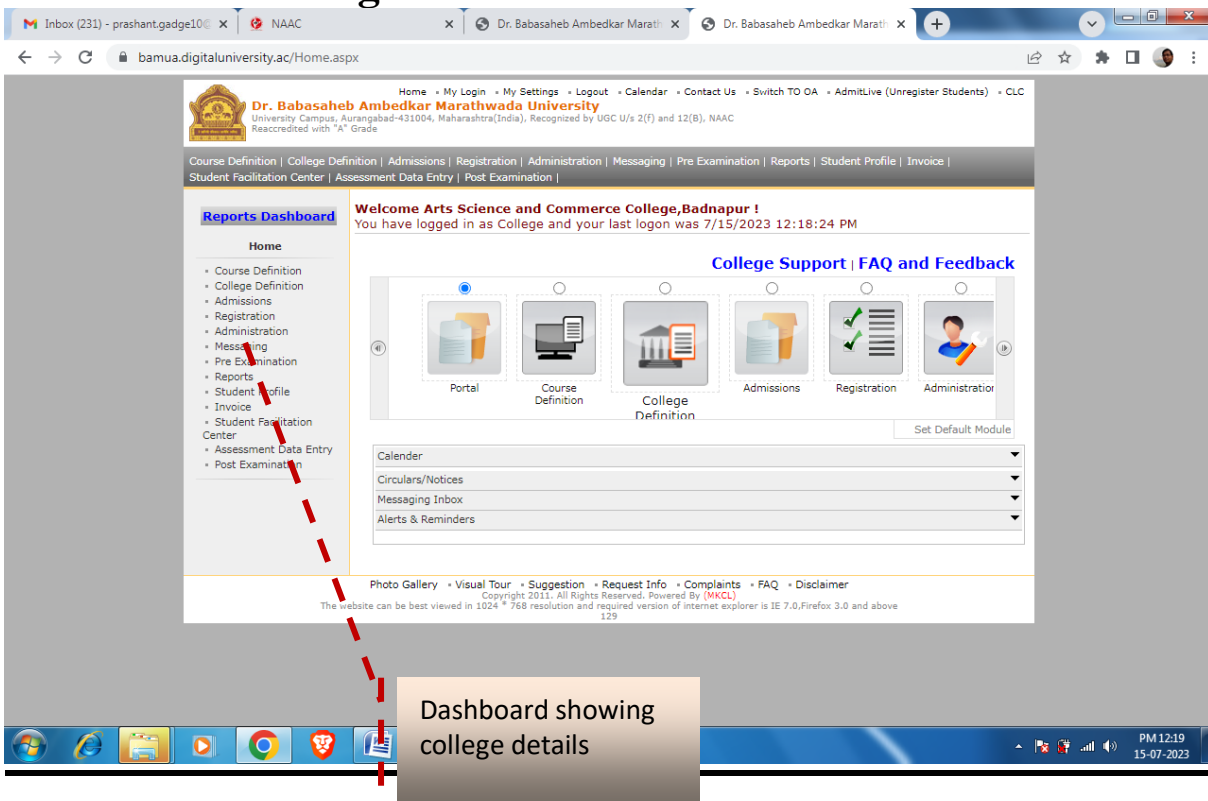 Inbox (231) - prashant.gadge10@
NAAC
Dr. Babasaheb Ambedkar Marath
Dr. Babasaheb Ambedkar Marath
bamua.digitaluniversity.ac/Home.aspx
Home My Login My Settings Logout Calendar Contact Us Switch TO OA AdmitLive (Unregister Students) CLC
Dr. Babasaheb Ambedkar Marathwada University
University Campus, Aurangabad-431004, Maharashtra(India), Recognized by UGC U/s 2(f) and 12(B), NAAC
Reaccredited with "A" Grade
Course Definition | College Definition | Admissions | Registration | Administration | Messaging | Pre Examination | Reports | Student Profile | Invoice |
Student Facilitation Center | Assessment Data Entry | Post Examination |
Reports Dashboard
Home
Course Definition
College Definition
Admissions
Registration
Administration
Messaging
Pre Examination
Reports
Student Profile
Invoice
Student Facilitation
Center
Assessment Data Entry
Post Examination
Welcome Arts Science and Commerce College,Badnapur !
You have logged in as College and your last logon was 7/15/2023 12:18:24 PM
College Support | FAQ and Feedback
Portal
Course
Definition
College
Definition
Admissions
Registration
Administration
Set Default Module
Calender
Circulars/Notices
Messaging Inbox
Alerts & Reminders
Photo Gallery Visual Tour Suggestion Request Info Complaints FAQ Disclaimer
Copyright 2011. All Rights Reserved. Powered By (MKCL)
The website can be best viewed in 1024 * 768 resolution and required version of internet explorer is IE 7.0,Firefox 3.0 and above
129
Dashboard showing
college details
PM 12:19
15-07-2023